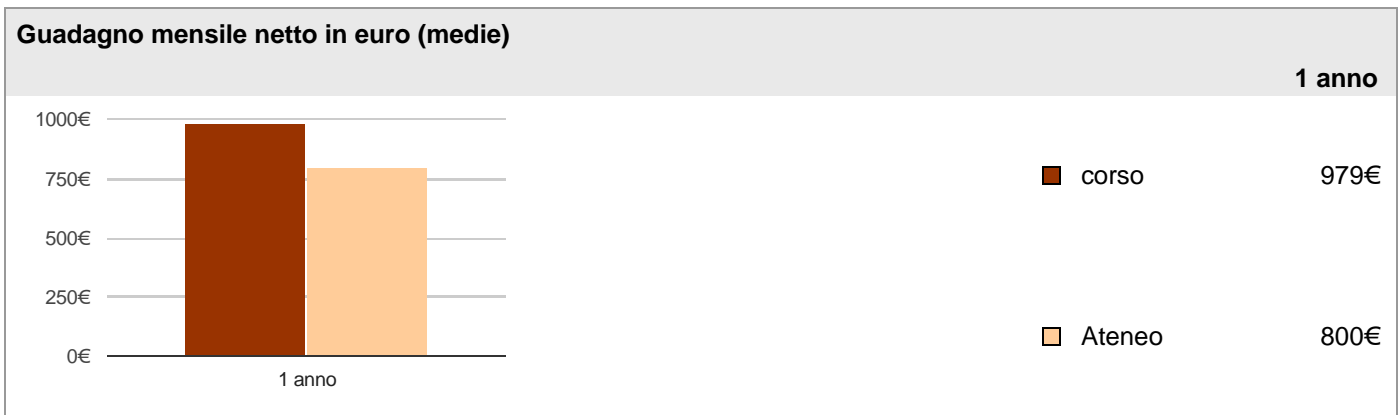 Guadagno mensile netto in euro (medie)
1 anno
1000€
750€
500€
250€
0€
1 anno
corso 979€
Ateneo 800€